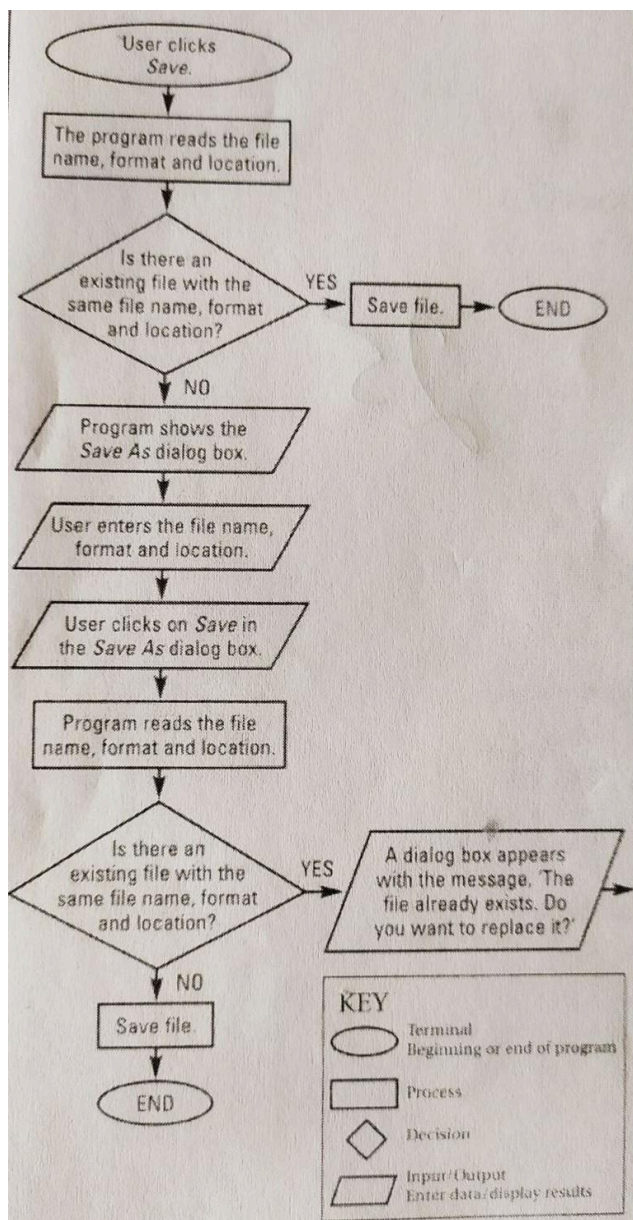 User clicks
Save.
The program reads the file
name, format and location.
Is there an
existing file with the
same file name, format
and location?
YES
Save file.
END
NO
Program shows the
Save As dialog box.
User enters the file name,
format and location.
User clicks on Save in
the Save As dialog box.
Program reads the file
name, format and location.
Is there an
existing file with the
same file name, format
and location?
YES
A dialog box appears
with the message, 'The
file already exists. Do
you want to replace it?'
NO
Save file.
END
KEY
Terminal
Beginning or end of program
Process
Decision
Input/Output
Enter data/display results